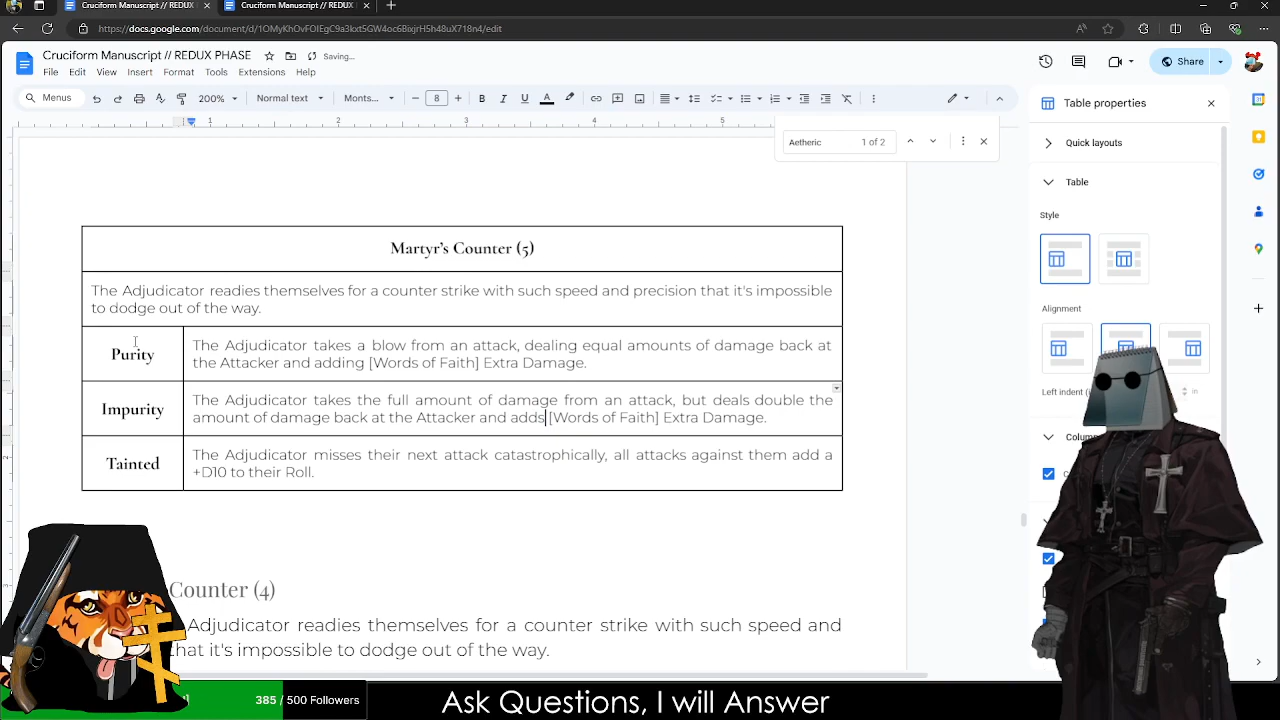 Cruciform Manuscript // REDUX
Cruciform Manuscript // REDUX
https://docs.google.com/document/d/1OMyKhOvFOIEgC9a3kxt5GW4oc6BixjrH5h48uX718n4/edit
Cruciform Manuscript // REDUX PHASE
Saving…
File Edit View Insert Format Tools Extensions Help
Share
Menus
200%
Normal text
Monts...
8
B I U A
1 2 3 4 5
Aetheric 1 of 2
Table properties
Quick layouts
Table
Style
Alignment
Left indent (i
in
Colum
Martyr's Counter (5)
The Adjudicator readies themselves for a counter strike with such speed and precision that it's impossible
to dodge out of the way.
Purity
The Adjudicator takes a blow from an attack, dealing equal amounts of damage back at
the Attacker and adding [Words of Faith] Extra Damage.
Impurity
The Adjudicator takes the full amount of damage from an attack, but deals double the
amount of damage back at the Attacker and adds [Words of Faith] Extra Damage.
Tainted
The Adjudicator misses their next attack catastrophically, all attacks against them add a
+D10 to their Roll.
Counter (4)
Adjudicator readies themselves for a counter strike with such speed and
hat it's impossible to dodge out of the way.
385 / 500 Followers
Ask Questions, I will Answer